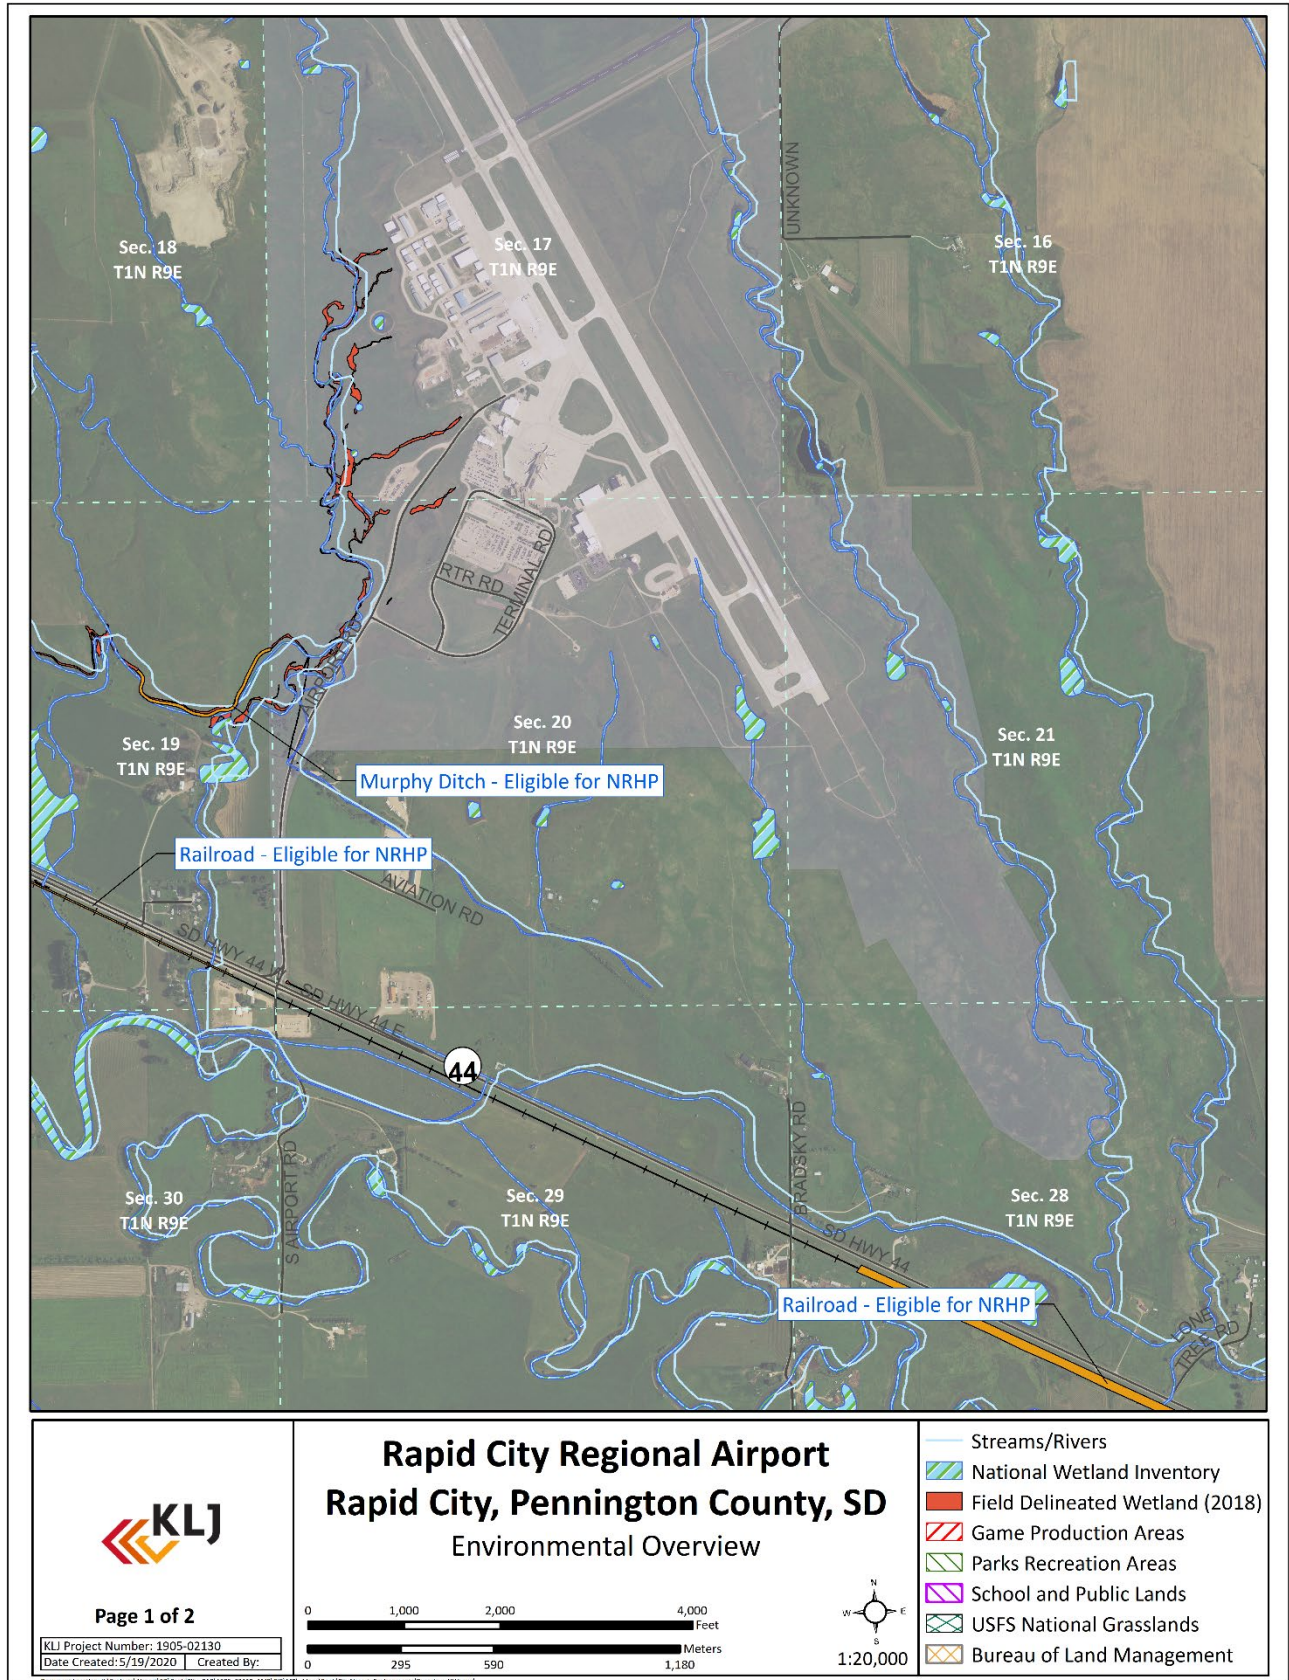 UNKNOWN
Sec. 18
T1N R9E
Sec. 17
T1N R9E
Sec. 16
T1N R9E
RTR RD
TERMINAL RD
AIRPORT RD
Sec. 19
T1N R9E
Sec. 20
T1N R9E
Sec. 21
T1N R9E
Murphy Ditch - Eligible for NRHP
Railroad - Eligible for NRHP
AVIATION RD
SD HWY 44 W
SD HWY 44 E
44
S AIRPORT RD
BRADSKY RD
Sec. 30
T1N R9E
Sec. 29
T1N R9E
Sec. 28
T1N R9E
SD HWY 44
Railroad - Eligible for NRHP
LONE
TREE RD
KLJ
Page 1 of 2
KLJ Project Number: 1905-02130
Date Created: 5/19/2020 Created By:
Rapid City Regional Airport
Rapid City, Pennington County, SD
Environmental Overview
0 1,000 2,000 4,000
Feet
Meters
0 295 590 1,180
N
W E
S
1:20,000
Streams/Rivers
National Wetland Inventory
Field Delineated Wetland (2018)
Game Production Areas
Parks Recreation Areas
School and Public Lands
USFS National Grasslands
Bureau of Land Management